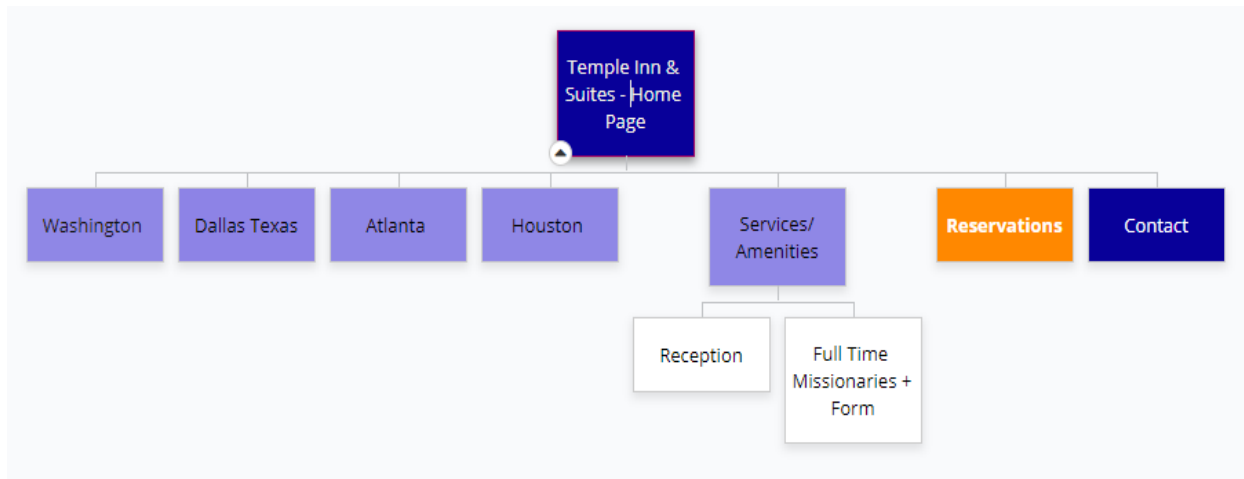 Temple Inn &
Suites - Home
Page
Washington
Dallas Texas
Atlanta
Houston
Services/
Amenities
Reservations
Contact
Reception
Full Time
Missionaries +
Form